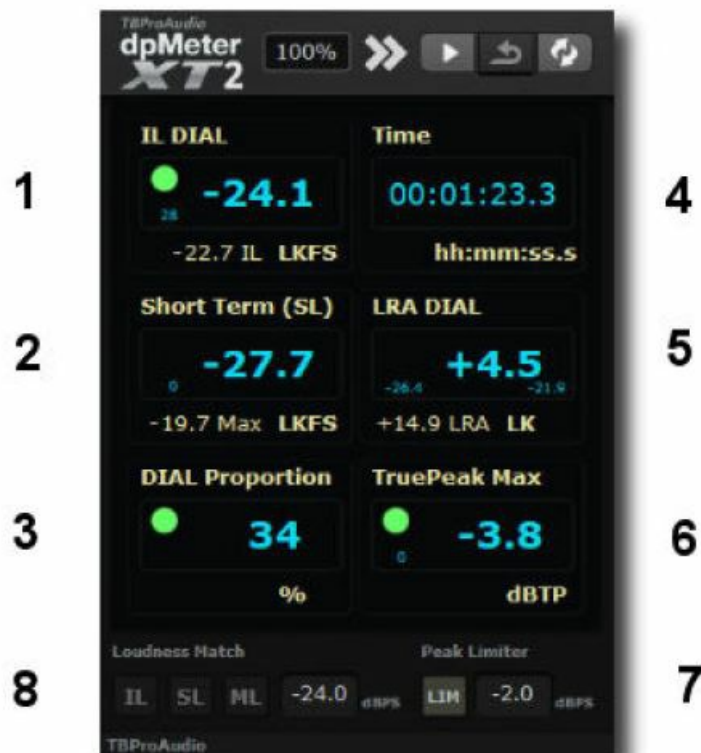 TBProAudio
dpMeter
XT2
100%
IL DIAL
Time
1
28
-24.1
00:01:23.3
4
-22.7 IL LKFS
hh:mm:ss.s
Short Term (SL)
LRA DIAL
2
0
-27.7
-26.4
+4.5
-21.9
5
-19.7 Max LKFS
+14.9 LRA LK
DIAL Proportion
TruePeak Max
3
34
0
-3.8
6
%
dBTP
Loudness Match
Peak Limiter
8
IL SL ML -24.0 dBPS
LIM -2.0 dBPS
7
TBProAudio